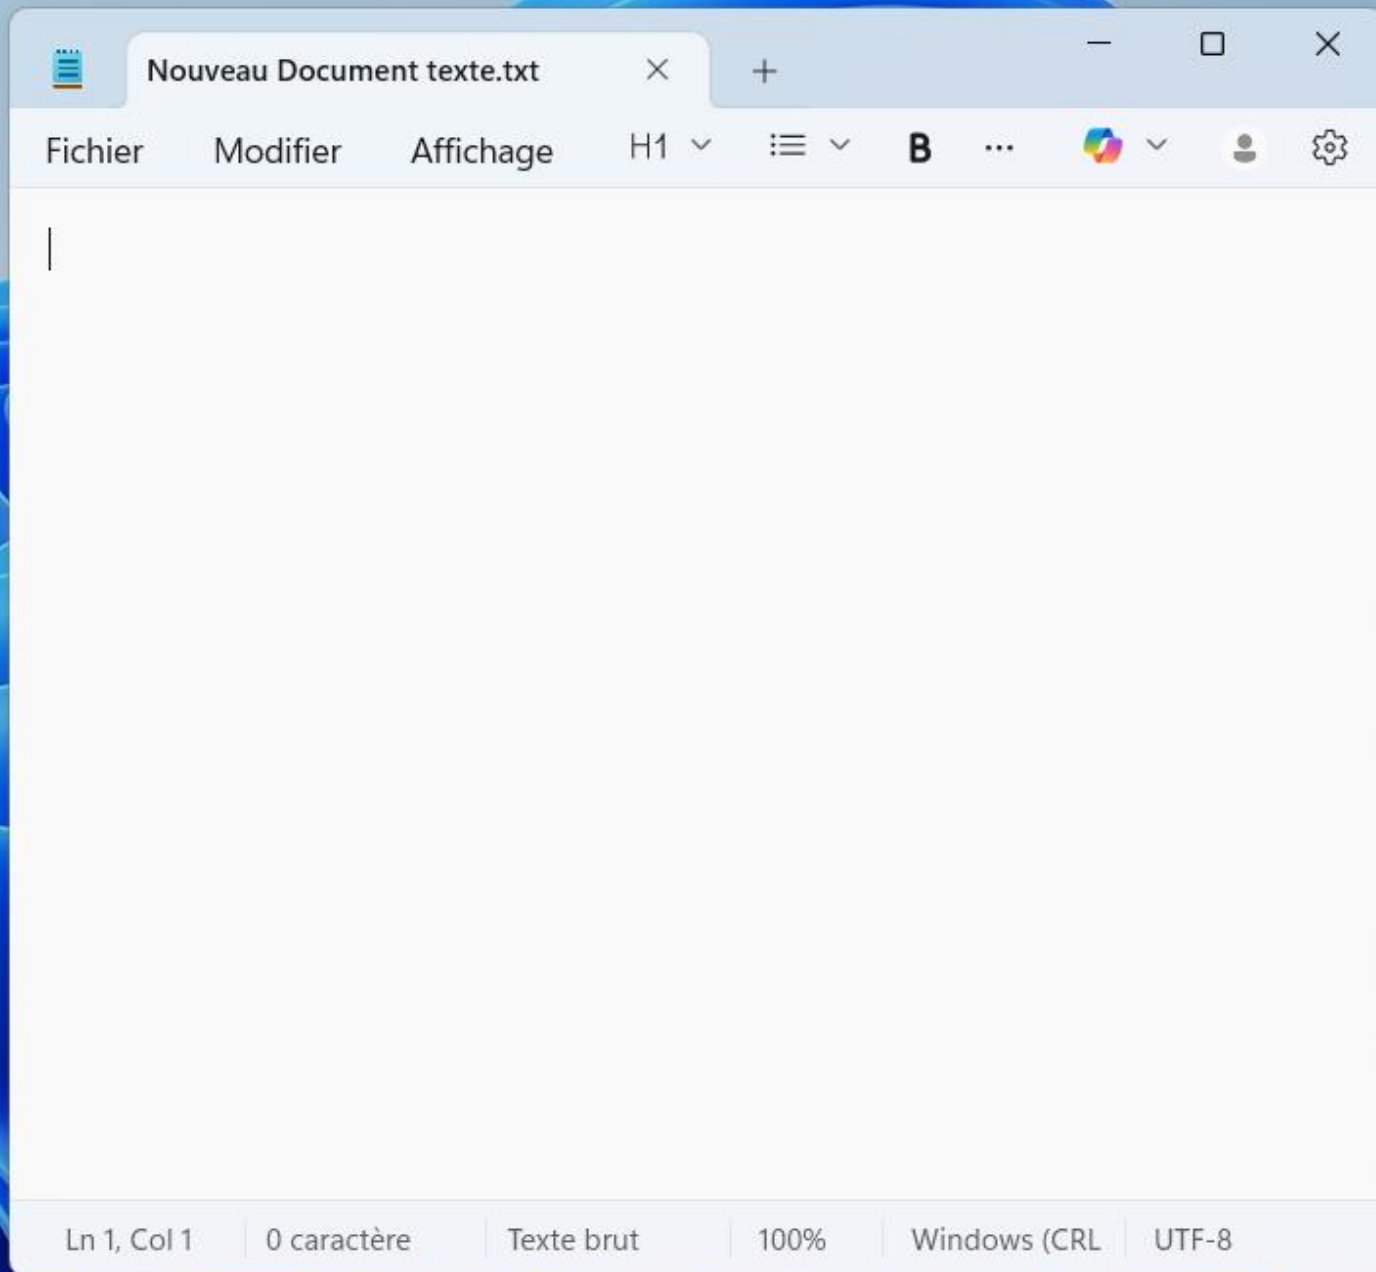 Nouveau Document texte.txt
Fichier Modifier Affichage H1 B ...
Ln 1, Col 1 0 caractère Texte brut 100% Windows (CRL UTF-8